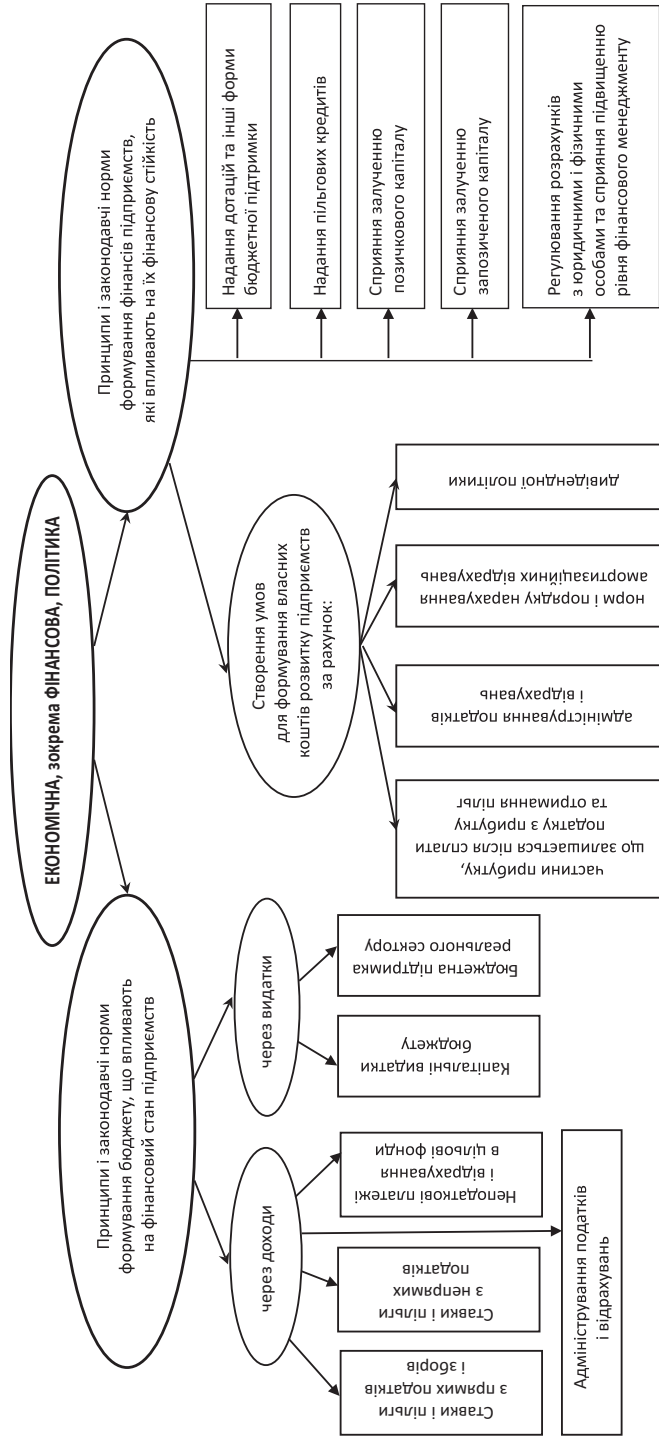 ЕКОНОМІЧНА, зокрема ФІНАНСОВА, ПОЛІТИКА
Принципи і законодавчі норми
формування бюджету, що впливають
на фінансовий стан підприємств
через доходи
Ставки і пільги
з прямих податків
і зборів
Ставки і пільги
з непрямих
податків
Неподаткові платежі
і відрахування
в цільові фонди
Адміністрування податків
і відрахувань
через видатки
Капітальні видатки
бюджету
Бюджетна підтримка
реального сектору
Принципи і законодавчі норми
формування фінансів підприємств,
які впливають на їх фінансову стійкість
Створення умов
для формування власних
коштів розвитку підприємств
за рахунок:
частини прибутку,
що залишається після сплати
податку з прибутку
та отримання пільг
адміністрування податків
і відрахувань
норм і порядку нарахування
амортизаційних відрахувань
дивідендної політики
Надання дотацій та інші форми
бюджетної підтримки
Надання пільгових кредитів
Сприяння залученню
позичкового капіталу
Сприяння залученню
запозиченого капіталу
Регулювання розрахунків
з юридичними і фізичними
особами та сприяння підвищенню
рівня фінансового менеджменту